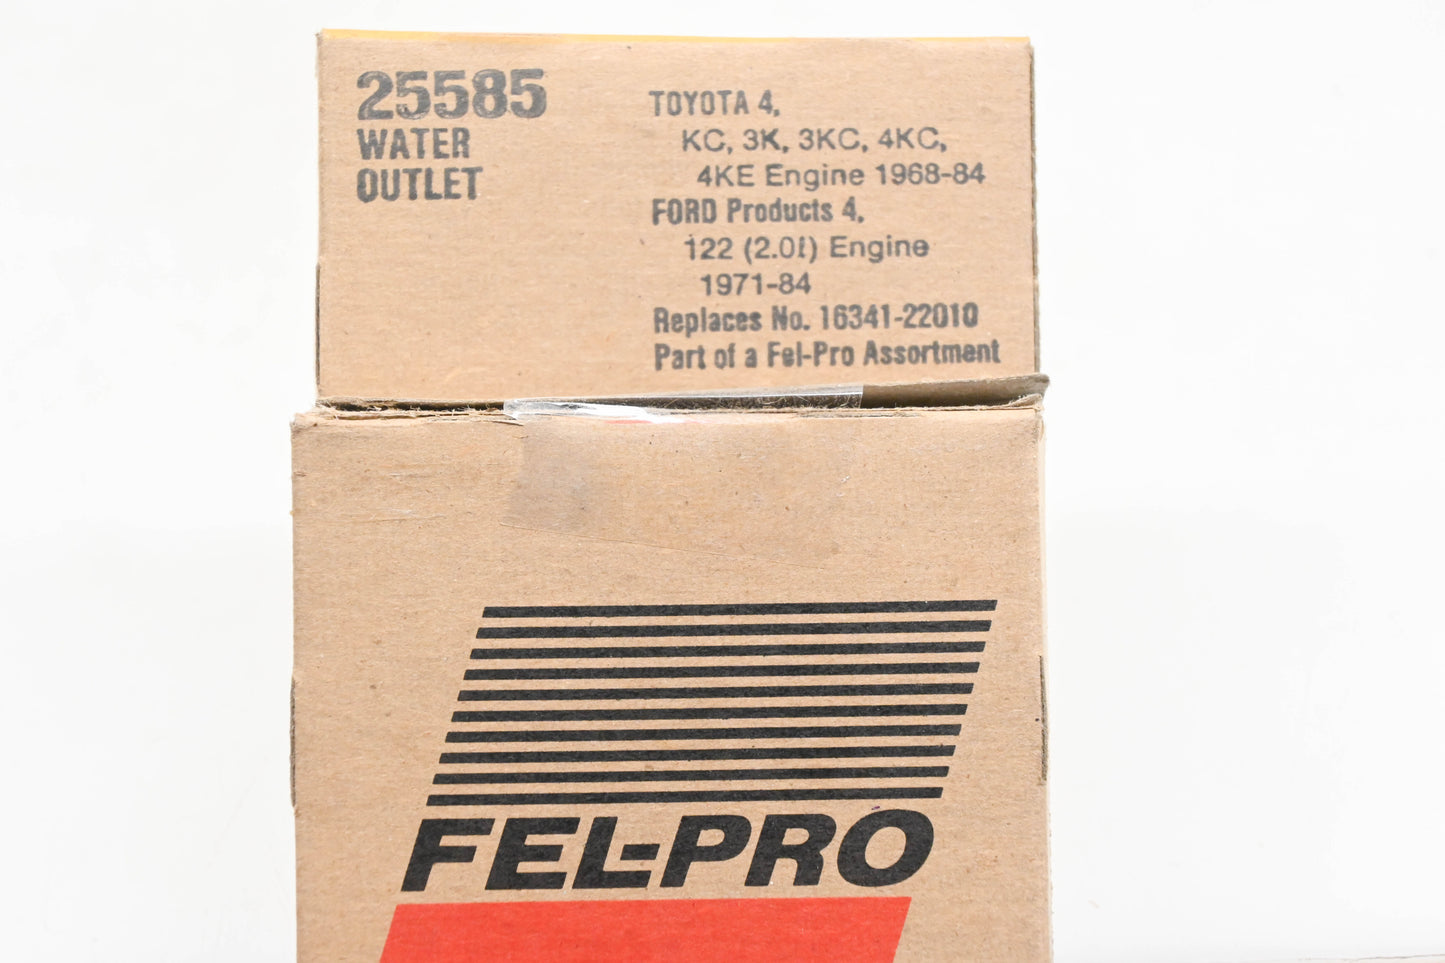 25585
WATER
OUTLET
TOYOTA 4,
KC, 3K, 3KC, 4KC,
4KE Engine 1968-84
FORD Products 4,
122 (2.0l) Engine
1971-84
Replaces No. 16341-22010
Part of a Fel-Pro Assortment
FEL-PRO